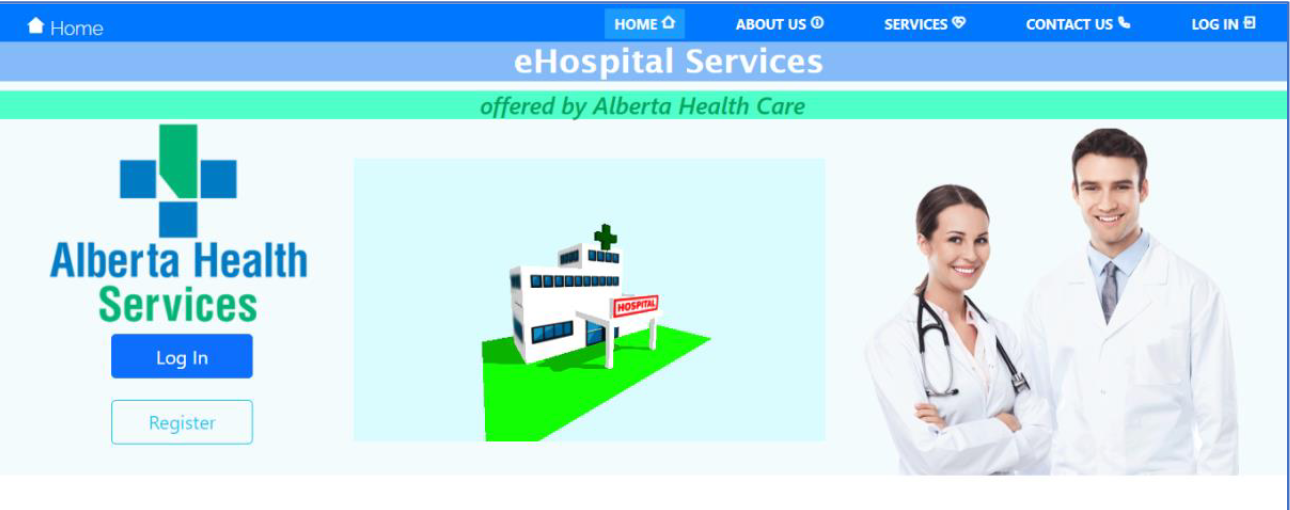 Home
HOME
ABOUT US
SERVICES
CONTACT US
LOG IN
eHospital Services
offered by Alberta Health Care
Alberta Health
Services
HOSPITAL
Log In
Register